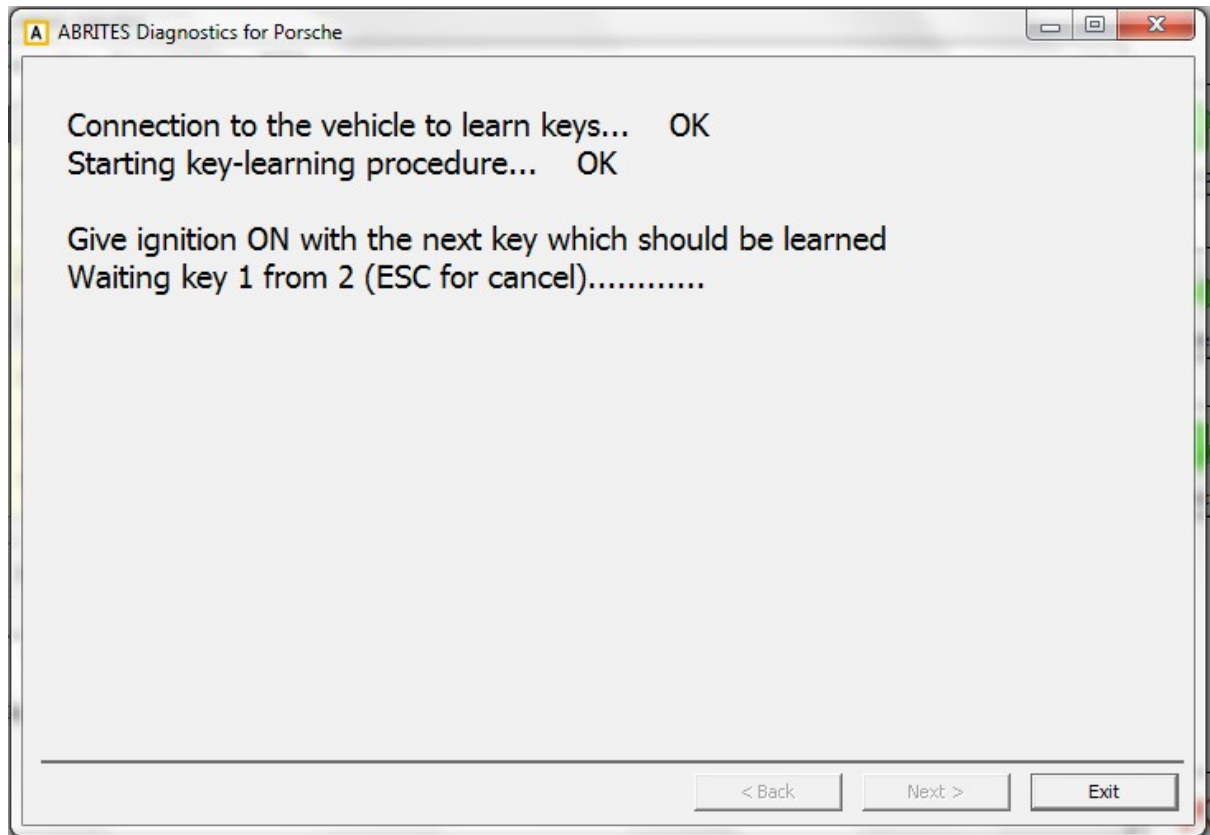 A ABRITES Diagnostics for Porsche
Connection to the vehicle to learn keys... OK
Starting key-learning procedure... OK
Give ignition ON with the next key which should be learned
Waiting key 1 from 2 (ESC for cancel)............
< Back Next > Exit